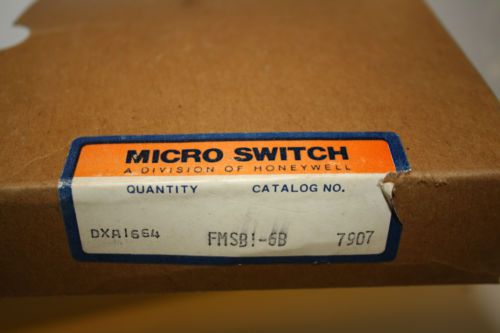 MICRO SWITCH
A DIVISION OF HONEYWELL
QUANTITY CATALOG NO.
DXA1664 FMSB1-6B 7907